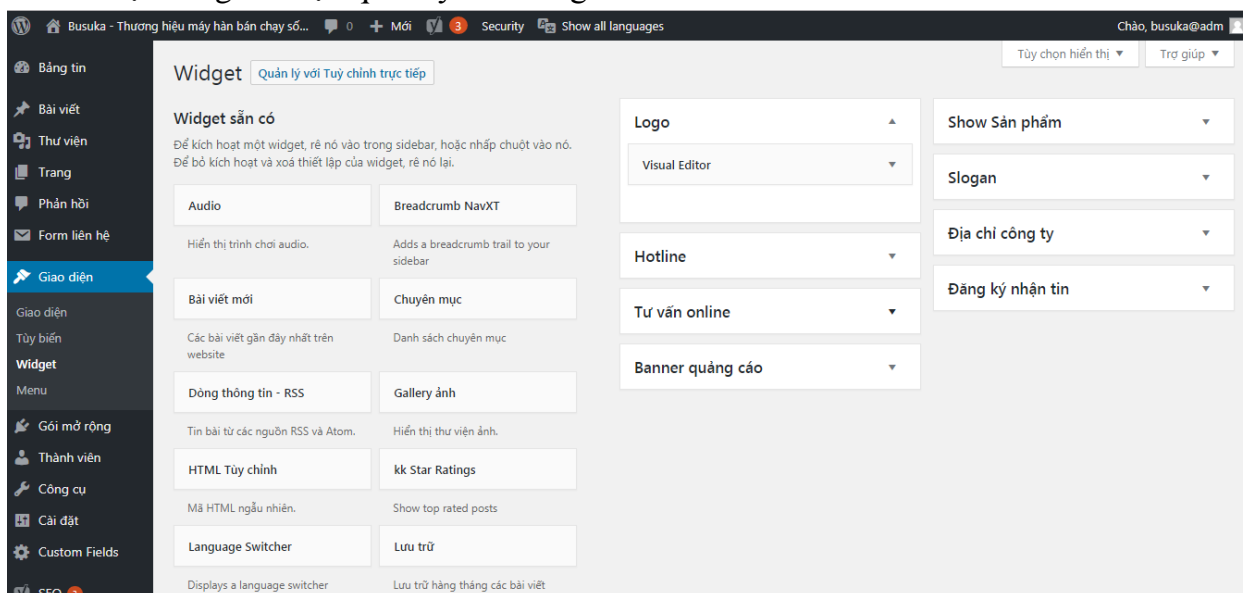 Busuka - Thương hiệu máy hàn bán chạy số... 0 + Mới 3 Security Show all languages Chào, busuka@adm
Tùy chọn hiển thị ▼ Trợ giúp ▼
Bảng tin
Bài viết
Thư viện
Trang
Phản hồi
Form liên hệ
Giao diện
Giao diện
Tùy biến
Widget
Menu
Gói mở rộng
Thành viên
Công cụ
Cài đặt
Custom Fields
SEO
Widget Quản lý với Tuỳ chỉnh trực tiếp
Widget sẵn có
Để kích hoạt một widget, rê nó vào trong sidebar, hoặc nhấp chuột vào nó.
Để bỏ kích hoạt và xoá thiết lập của widget, rê nó lại.
Audio
Hiển thị trình chơi audio.
Breadcrumb NavXT
Adds a breadcrumb trail to your
sidebar
Bài viết mới
Các bài viết gần đây nhất trên
website
Chuyên mục
Danh sách chuyên mục
Dòng thông tin - RSS
Tin bài từ các nguồn RSS và Atom.
Gallery ảnh
Hiển thị thư viện ảnh.
HTML Tùy chỉnh
Mã HTML ngẫu nhiên.
kk Star Ratings
Show top rated posts
Language Switcher
Displays a language switcher
Lưu trữ
Lưu trữ hàng tháng các bài viết
Logo
Visual Editor
Hotline
Tư vấn online
Banner quảng cáo
Show Sản phẩm
Slogan
Địa chỉ công ty
Đăng ký nhận tin